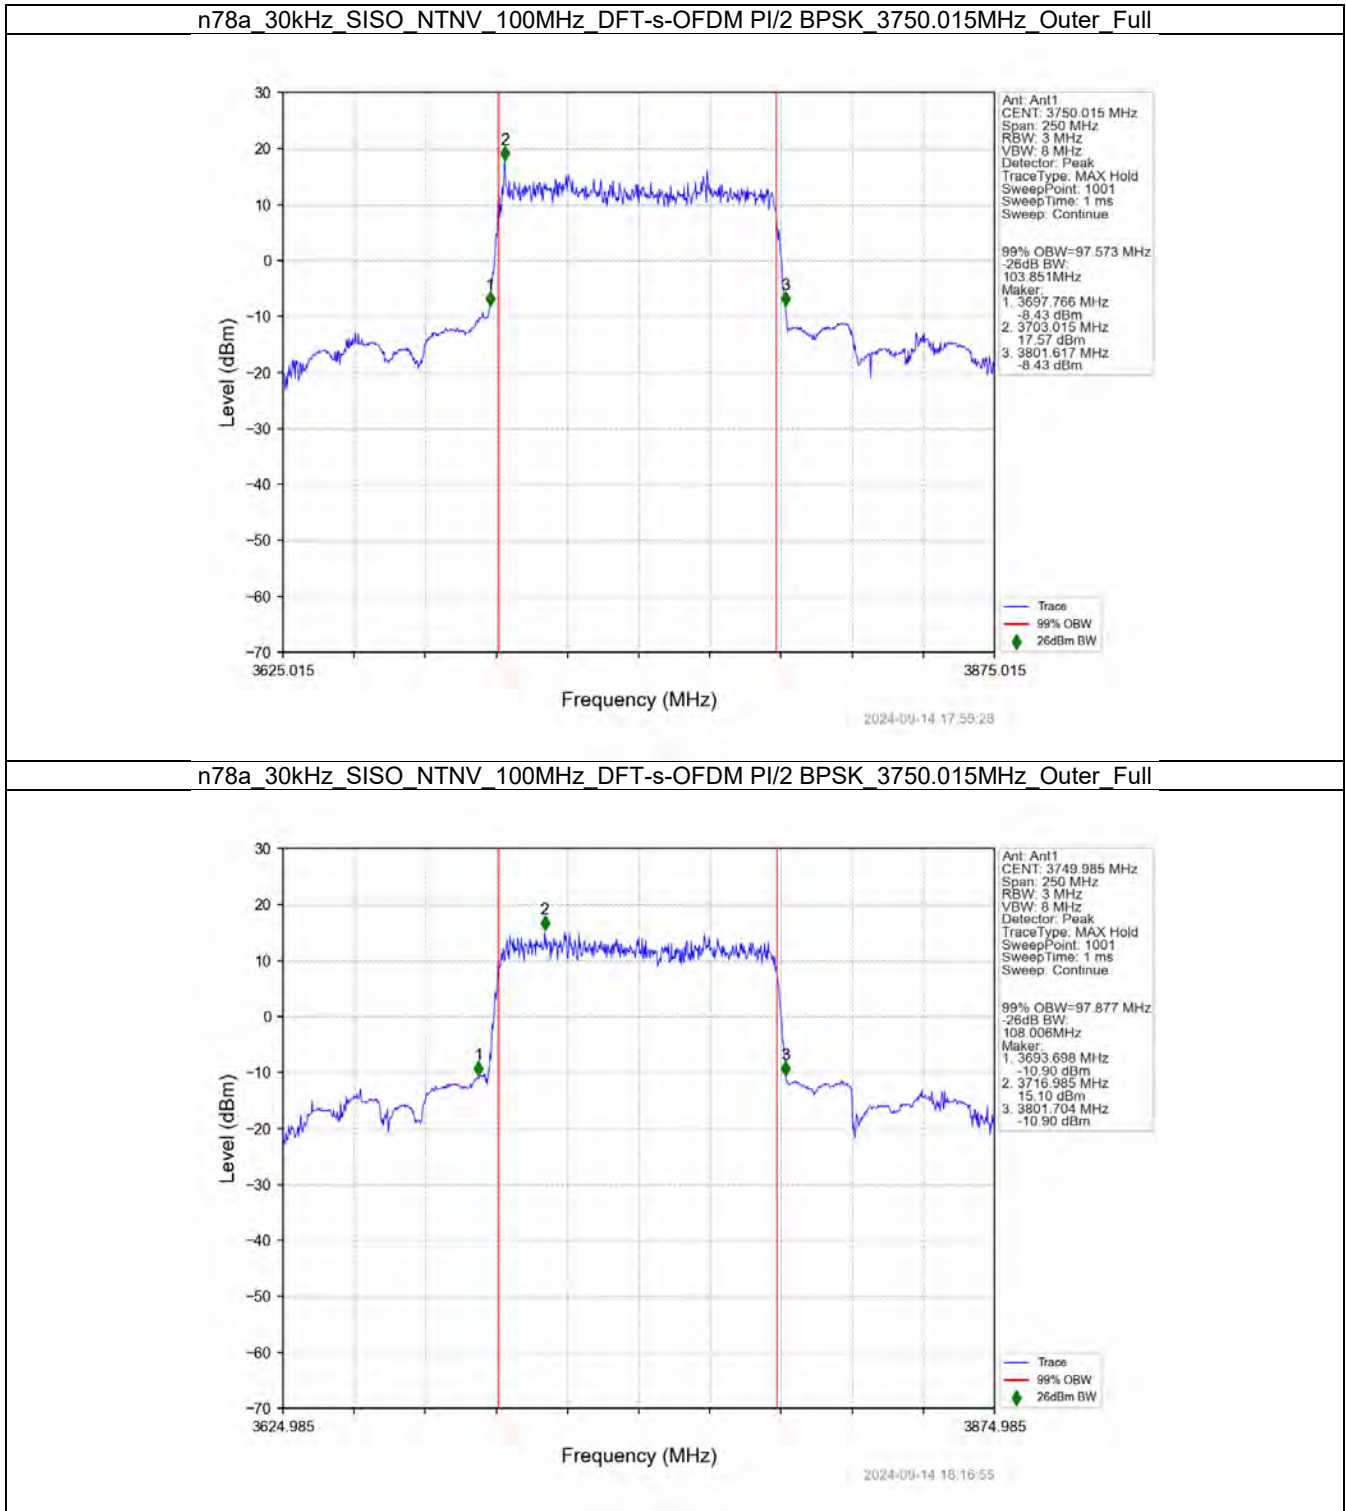 n78a_30kHz_SISO_NTNV_100MHz_DFT-s-OFDM PI/2 BPSK_3750.015MHz_Outer_Full
30
20
10
0
−10
−20
−30
−40
−50
−60
−70
Level (dBm)
1
2
3
3625.015
3875.015
Frequency (MHz)
Ant: Ant1
CENT: 3750.015 MHz
Span: 250 MHz
RBW: 3 MHz
VBW: 8 MHz
Detector: Peak
TraceType: MAX Hold
SweepPoint: 1001
SweepTime: 1 ms
Sweep: Continue
99% OBW=97.573 MHz
-26dB BW:
103.851MHz
Maker:
1. 3697.766 MHz
-8.43 dBm
2. 3703.015 MHz
17.57 dBm
3. 3801.617 MHz
-8.43 dBm
Trace
99% OBW
26dBm BW
2024-09-14 17:59:28
n78a_30kHz_SISO_NTNV_100MHz_DFT-s-OFDM PI/2 BPSK_3750.015MHz_Outer_Full
30
20
10
0
−10
−20
−30
−40
−50
−60
−70
Level (dBm)
1
2
3
3624.985
3874.985
Frequency (MHz)
Ant: Ant1
CENT: 3749.985 MHz
Span: 250 MHz
RBW: 3 MHz
VBW: 8 MHz
Detector: Peak
TraceType: MAX Hold
SweepPoint: 1001
SweepTime: 1 ms
Sweep: Continue
99% OBW=97.877 MHz
-26dB BW:
108.006MHz
Maker:
1. 3693.698 MHz
-10.90 dBm
2. 3716.985 MHz
15.10 dBm
3. 3801.704 MHz
-10.90 dBm
Trace
99% OBW
26dBm BW
2024-09-14 18:16:55